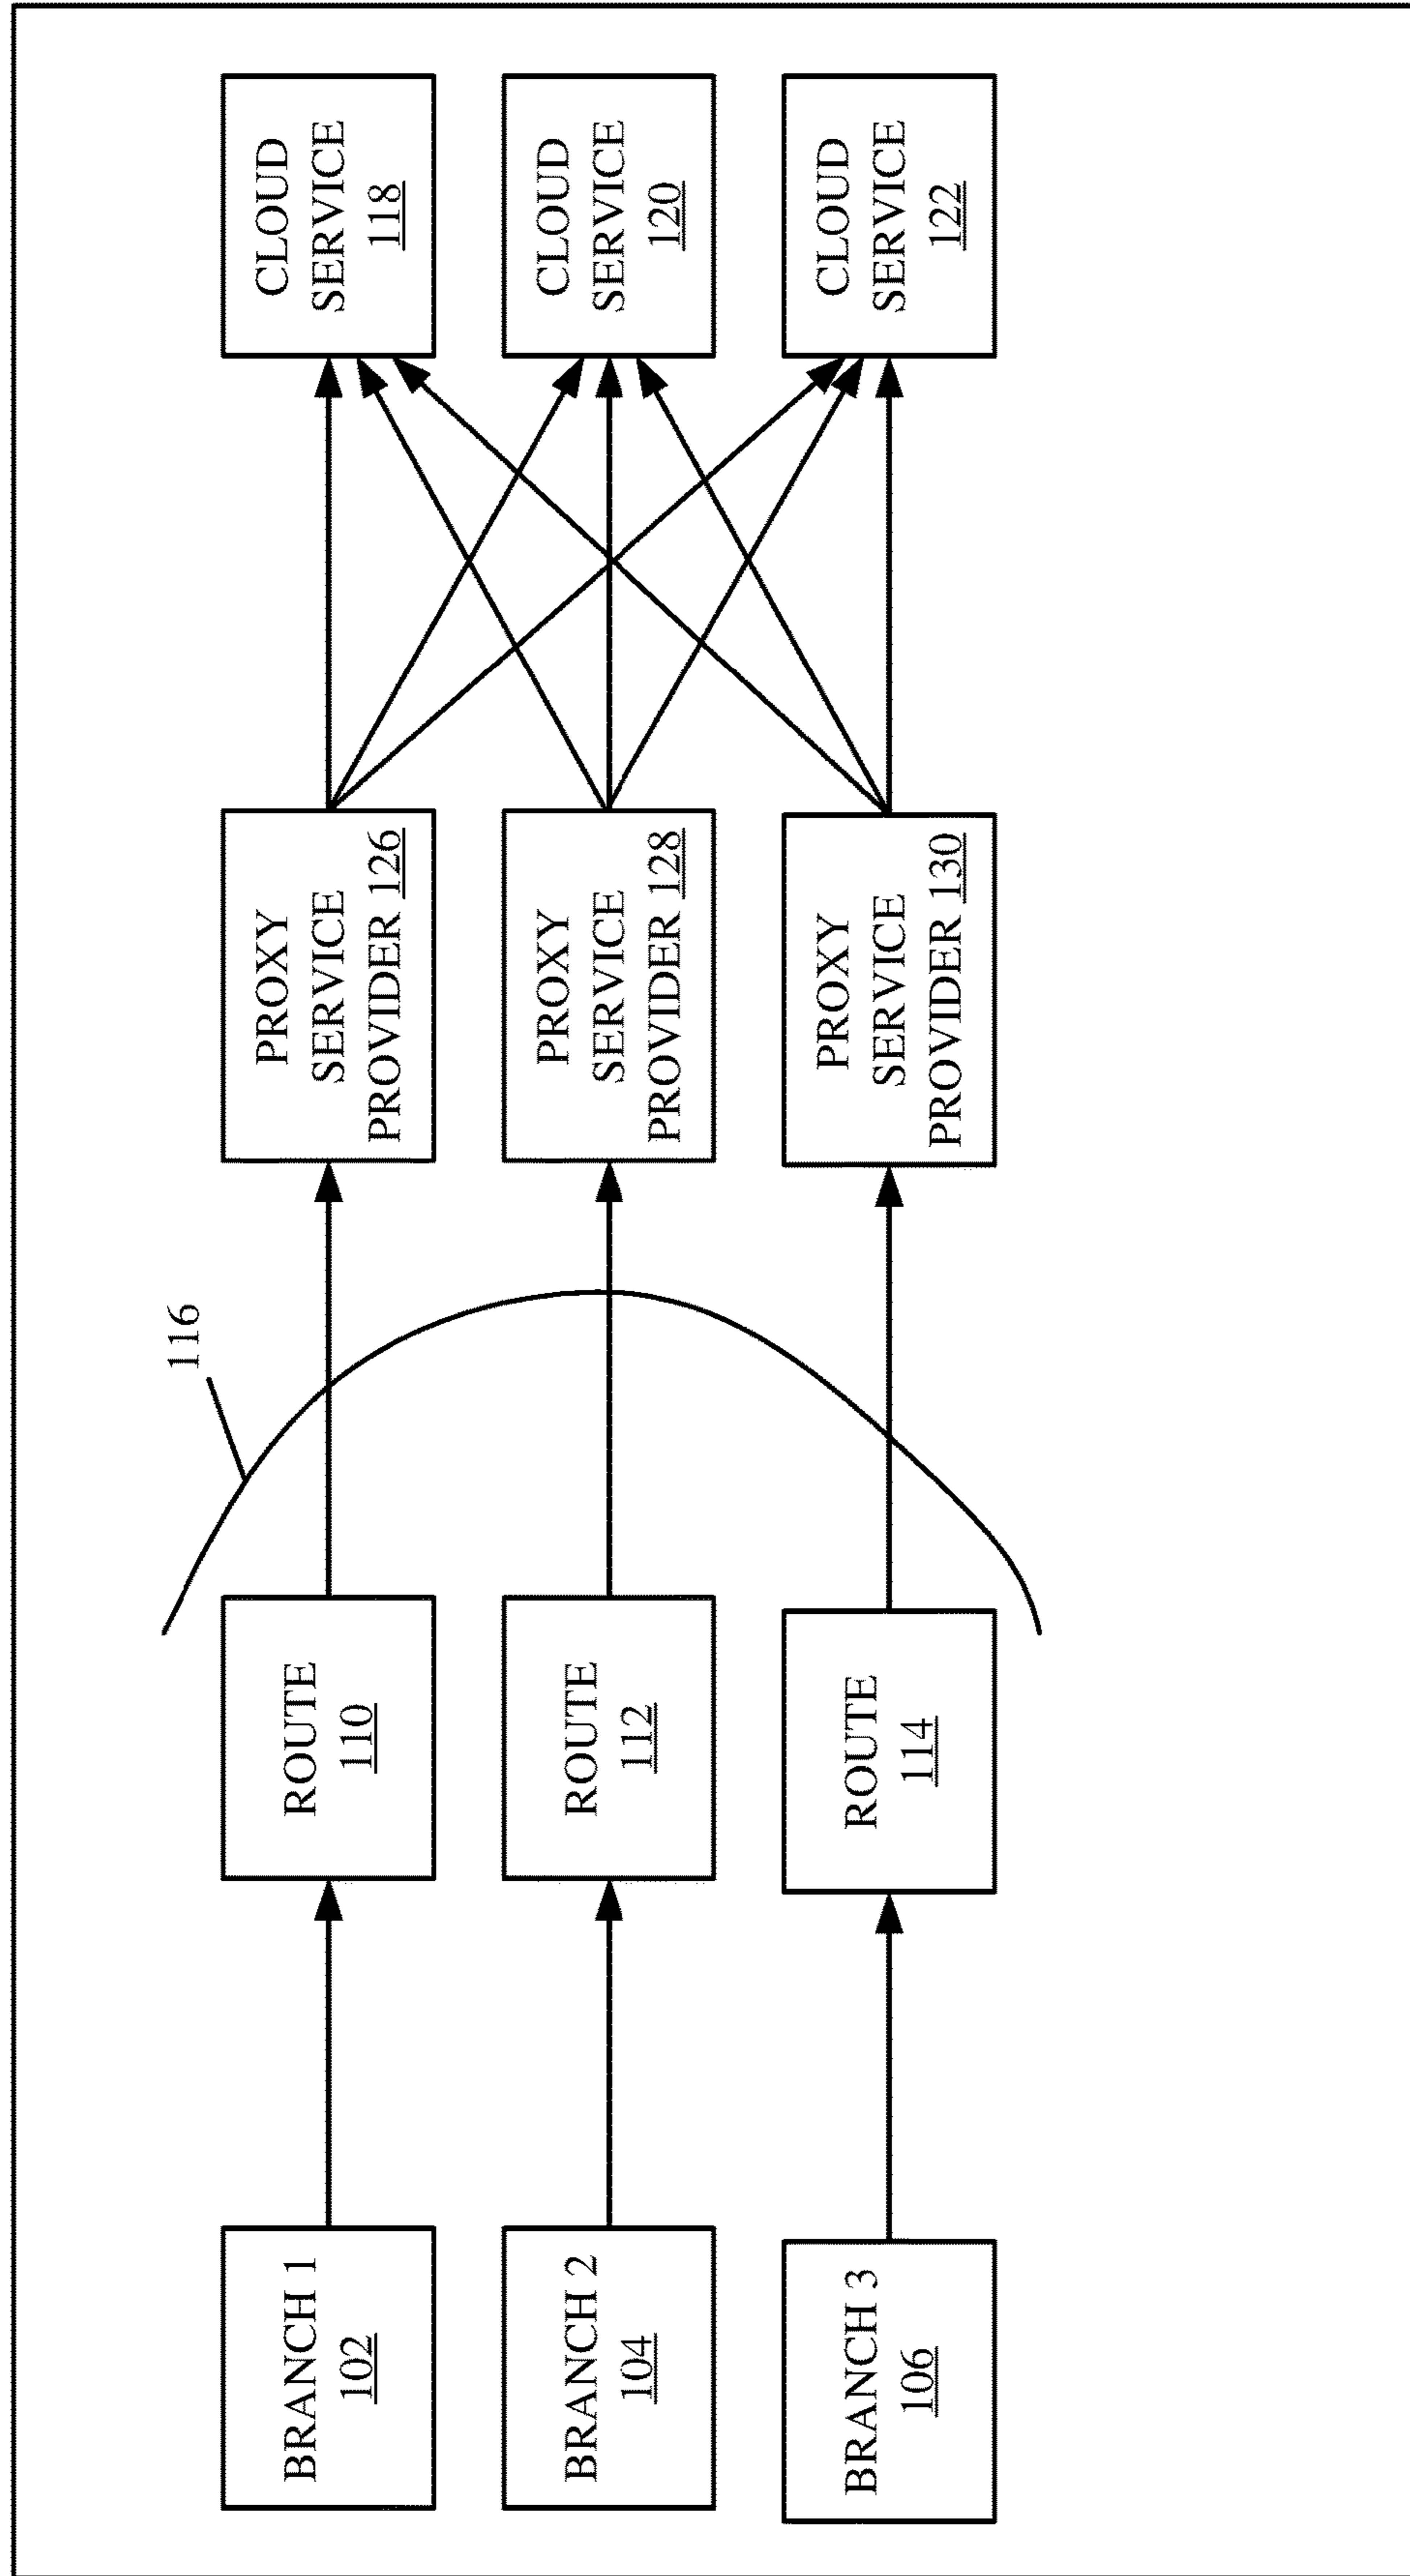 BRANCH 1
102
ROUTE
110
116
PROXY
SERVICE
PROVIDER 126
CLOUD
SERVICE
118
BRANCH 2
104
ROUTE
112
PROXY
SERVICE
PROVIDER 128
CLOUD
SERVICE
120
BRANCH 3
106
ROUTE
114
PROXY
SERVICE
PROVIDER 130
CLOUD
SERVICE
122